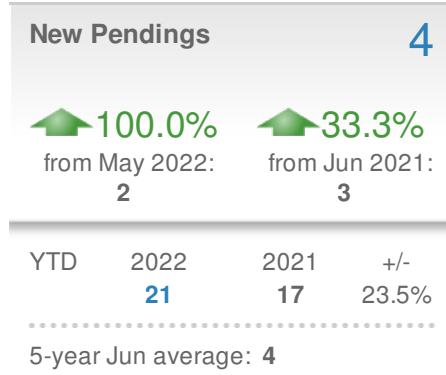 New Pendings 4
100.0% 33.3%
from May 2022: from Jun 2021:
2 3
YTD 2022 2021 +/-
21 17 23.5%
5-year Jun average: 4